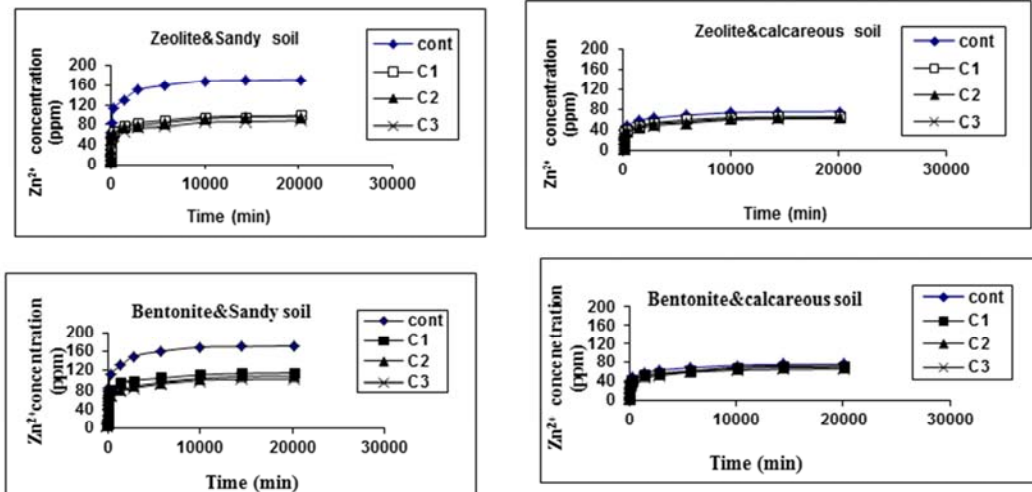 Zeolite&Sandy soil
Zn²⁺ concentration
(ppm)
200
160
120
80
40
0
0
10000
20000
30000
Time (min)
cont
C1
C2
C3
Zeolite&calcareous soil
Zn²⁺ concentration
(ppm)
200
160
120
80
40
0
0
10000
20000
30000
Time (min)
cont
C1
C2
C3
Bentonite&Sandy soil
Zn²⁺concentration
(ppm)
200
160
120
80
40
0
0
10000
20000
30000
Time (min)
cont
C1
C2
C3
Bentonite&calcareous soil
Zn²⁺ concenetration
(ppm)
200
160
120
80
40
0
0
10000
20000
30000
Time (min)
cont
C1
C2
C3